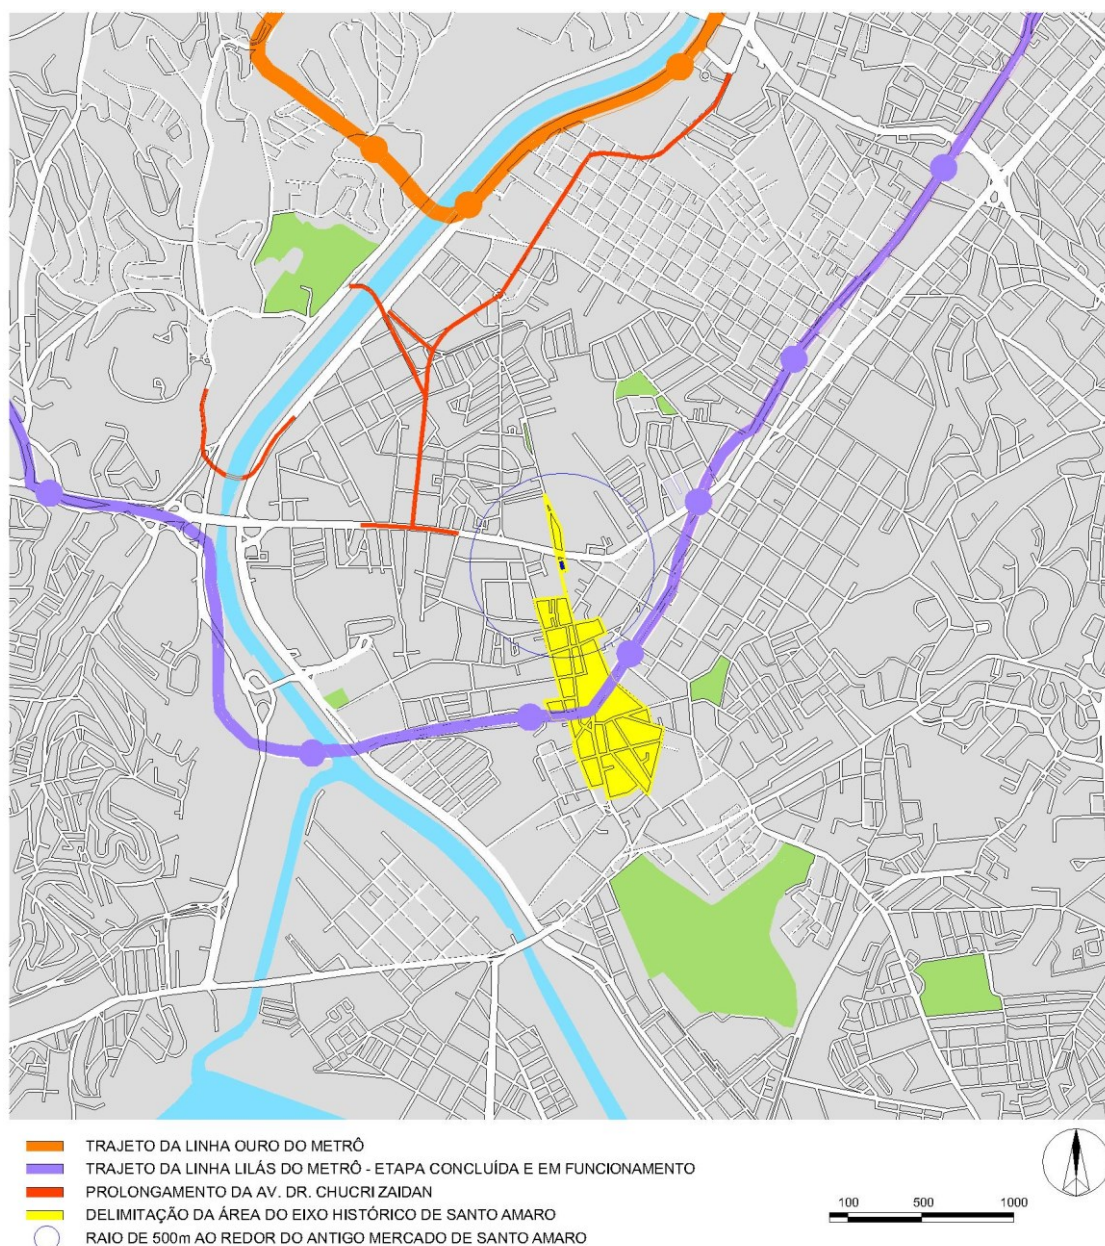 TRAJETO DA LINHA OURO DO METRÔ
TRAJETO DA LINHA LILÁS DO METRÔ - ETAPA CONCLUÍDA E EM FUNCIONAMENTO
PROLONGAMENTO DA AV. DR. CHUCRI ZAIDAN
DELIMITAÇÃO DA ÁREA DO EIXO HISTÓRICO DE SANTO AMARO
RAIO DE 500m AO REDOR DO ANTIGO MERCADO DE SANTO AMARO
100 500 1000